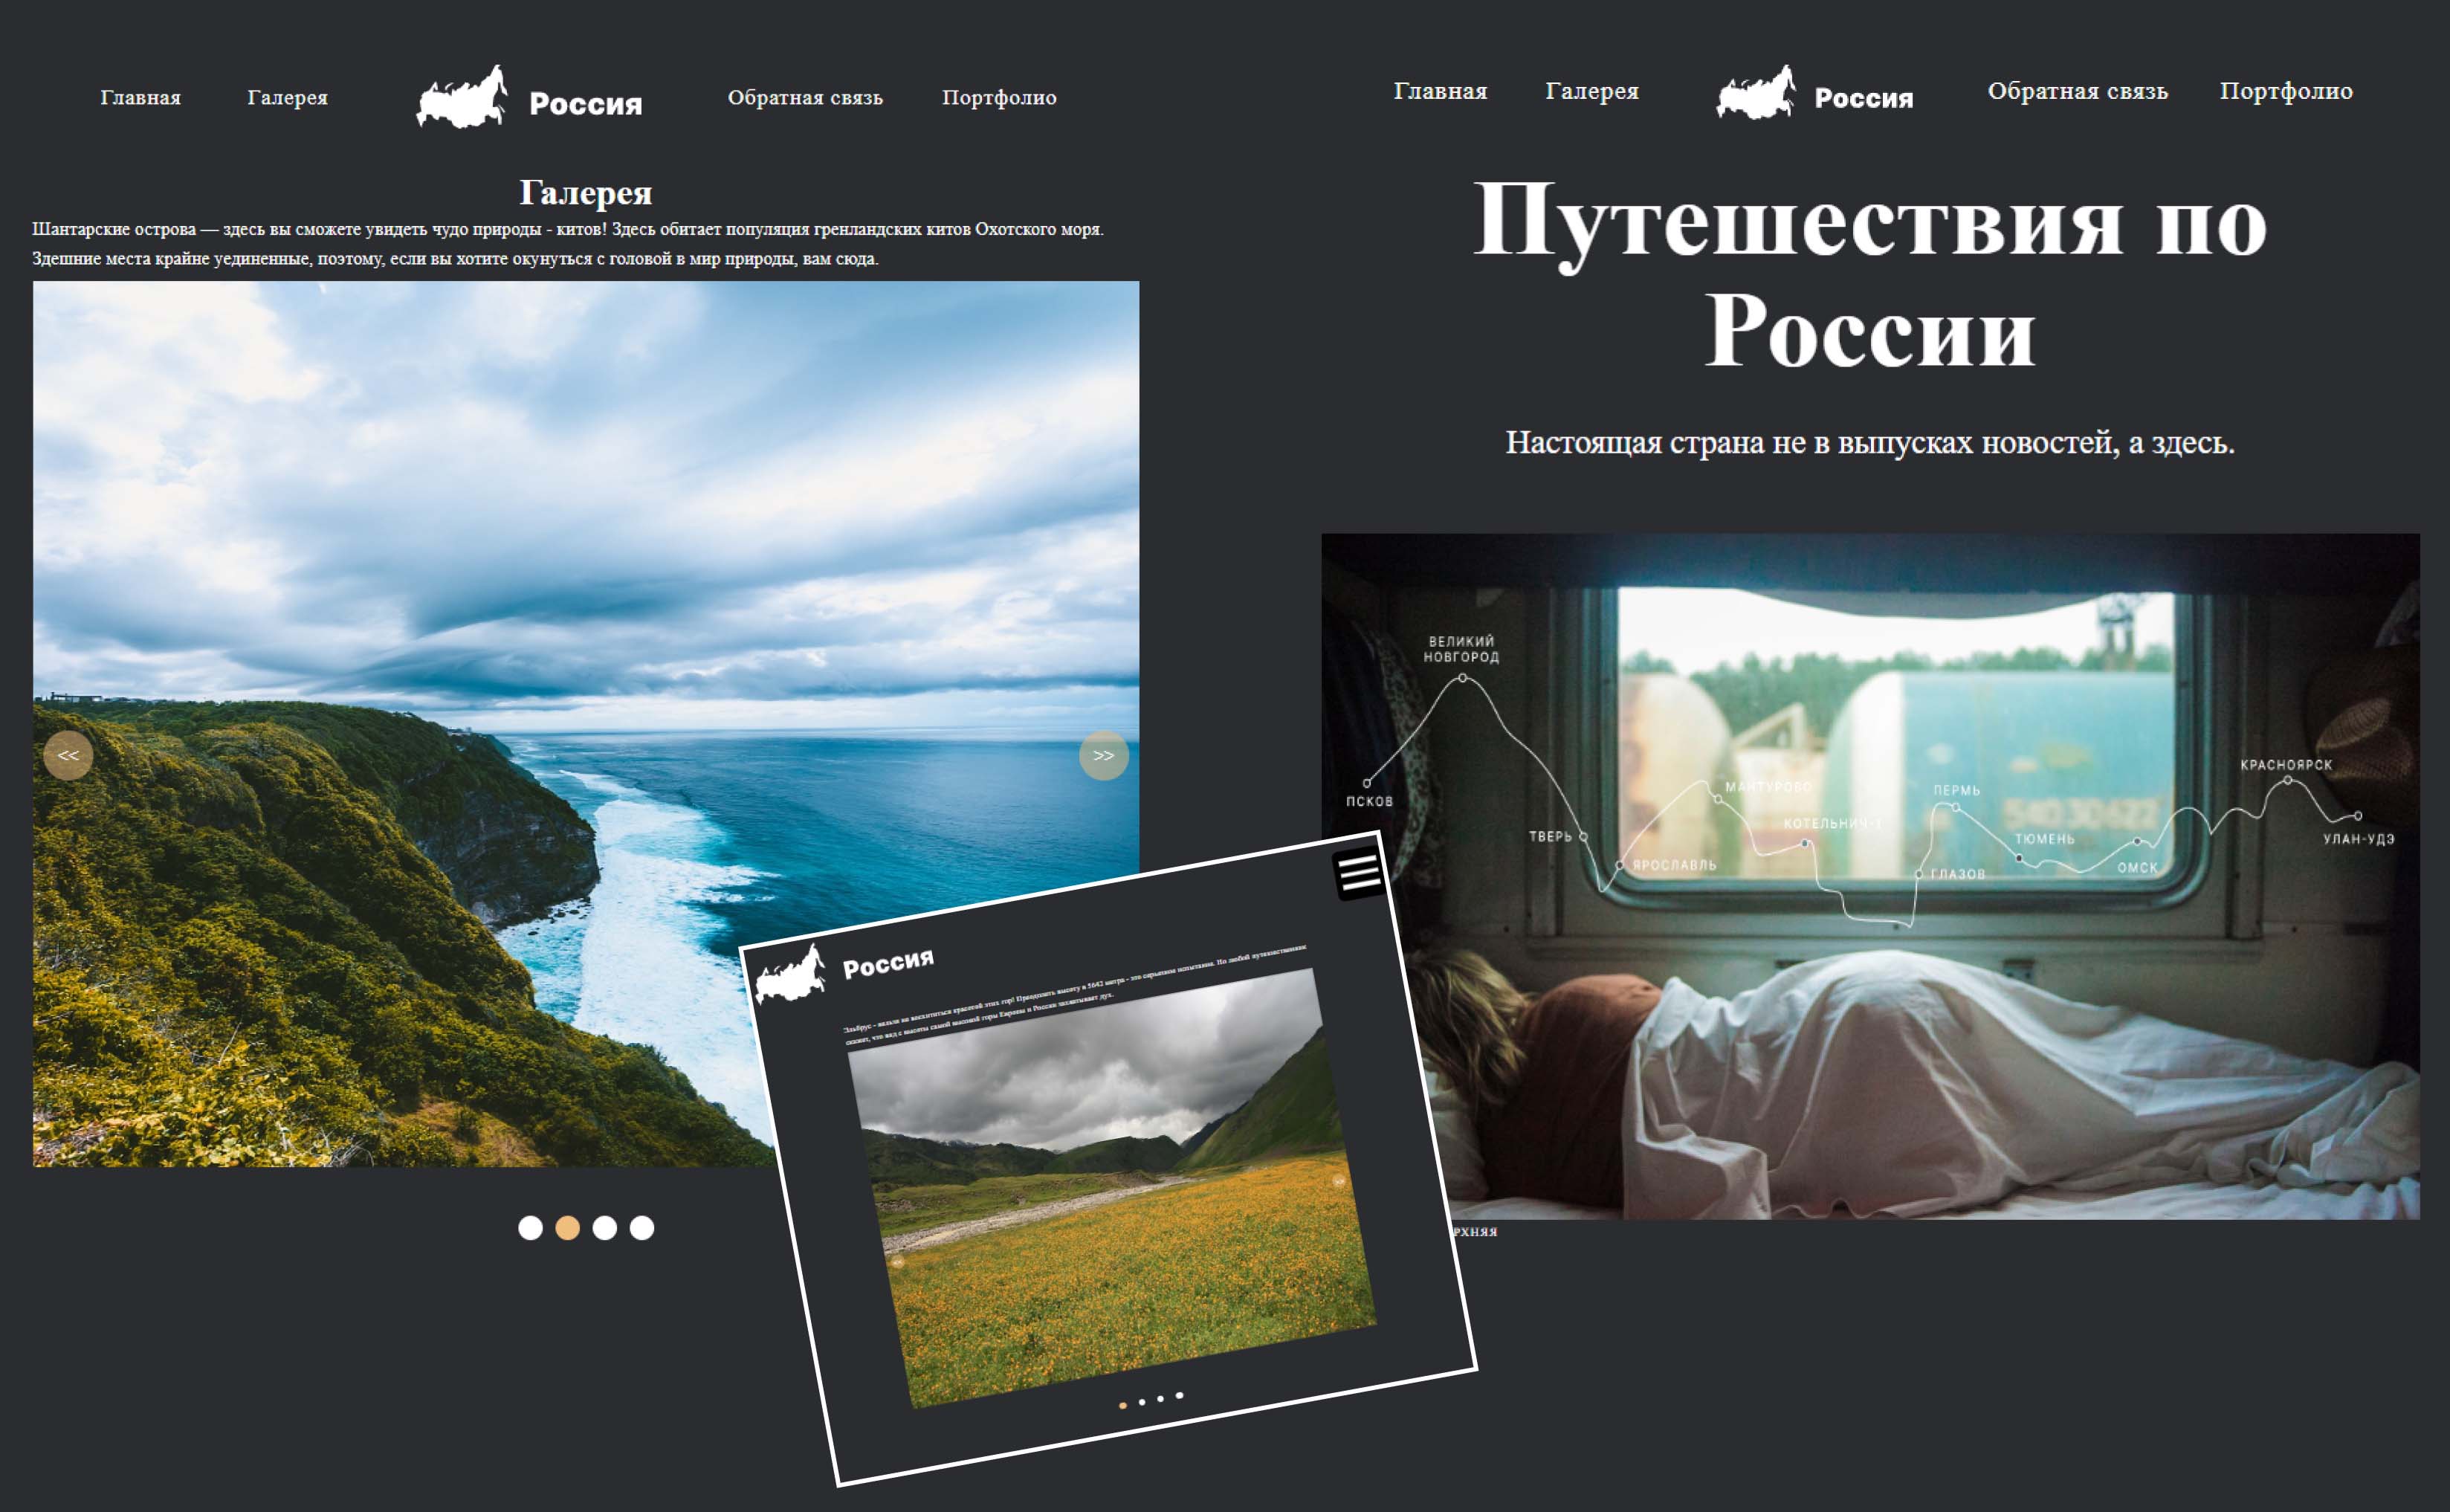 Главная Галерея Россия Обратная связь Портфолио
Галерея
Шантарские острова — здесь вы сможете увидеть чудо природы - китов! Здесь обитает популяция гренландских китов Охотского моря.
Здешние места крайне уединенные, поэтому, если вы хотите окунуться с головой в мир природы, вам сюда.
<< >>
Главная Галерея Россия Обратная связь Портфолио
Путешествия по
России
Настоящая страна не в выпусках новостей, а здесь.
ВЕЛИКИЙ
НОВГОРОД
ПСКОВ
ТВЕРЬ
ЯРОСЛАВЛЬ
МАНТУРОВО
КОТЕЛЬНИЧ-1
ГЛАЗОВ
ПЕРМЬ
ТЮМЕНЬ
ОМСК
КРАСНОЯРСК
УЛАН-УДЭ
54030622
РХНЯЯ
Россия
Эльбрус - нельзя не восхититься красотой этих гор! Преодолеть высоту в 5642 метра - это серьезное испытание. Но любой путешественник
скажет, что вид с высоты самой высокой горы Европы и России захватывает дух.